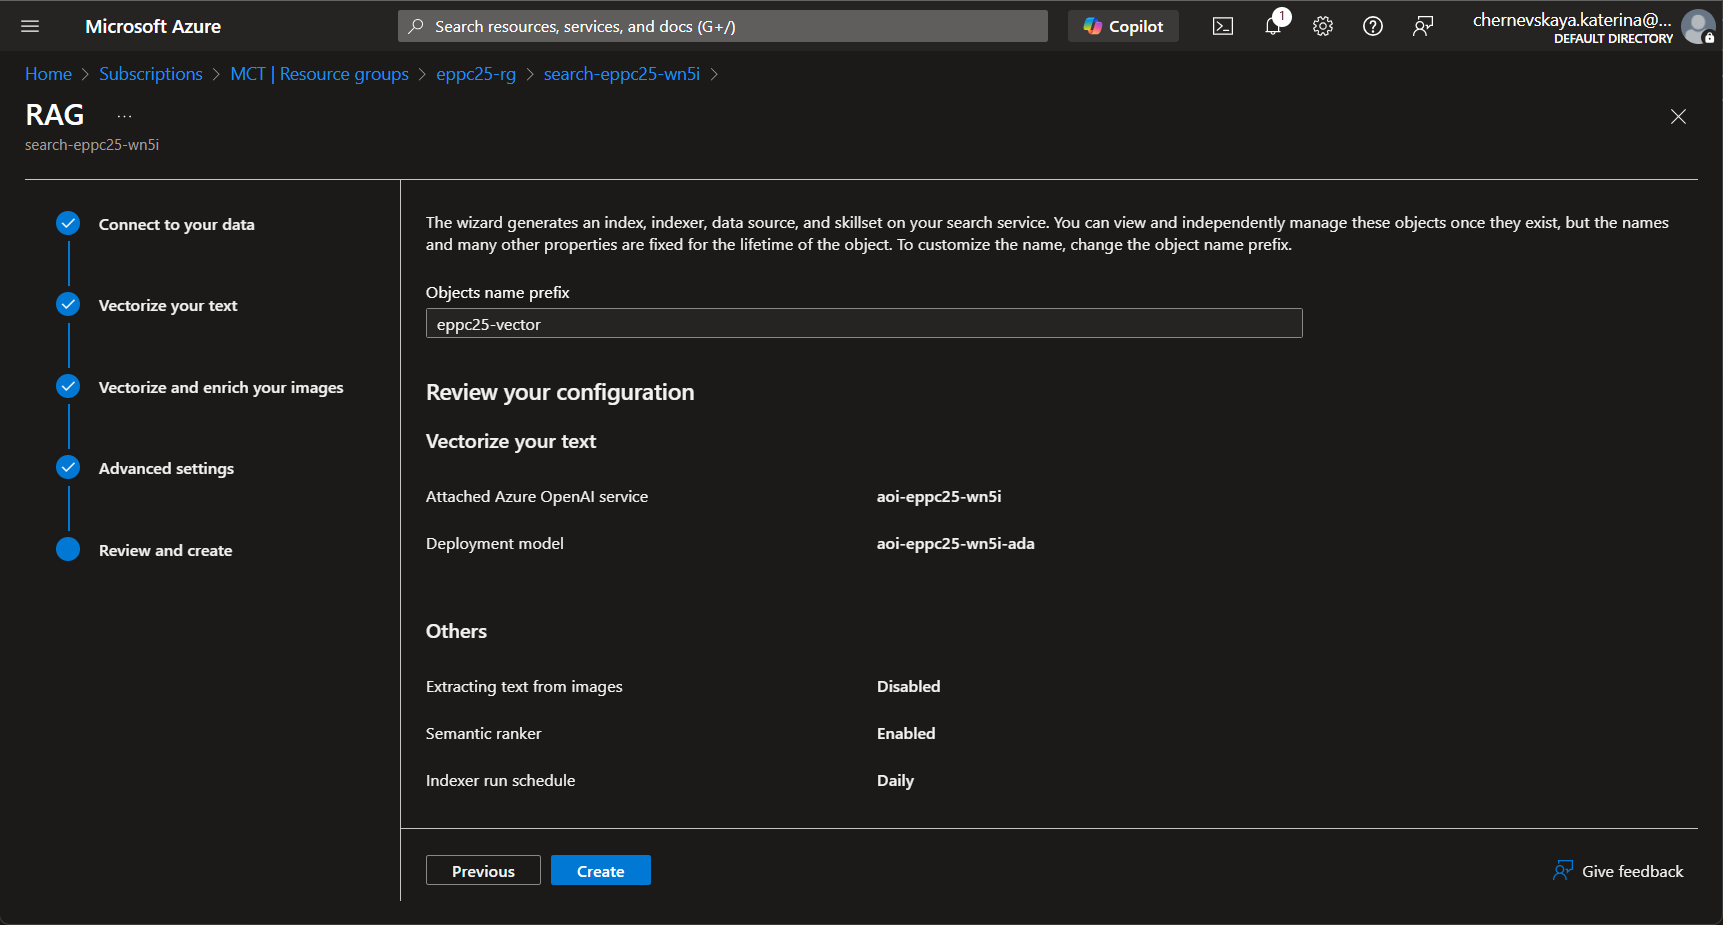 Microsoft Azure
Search resources, services, and docs (G+/)
Copilot
1
chernevskaya.katerina@...
DEFAULT DIRECTORY
Home > Subscriptions > MCT | Resource groups > eppc25-rg > search-eppc25-wn5i >
RAG ...
search-eppc25-wn5i
Connect to your data
Vectorize your text
Vectorize and enrich your images
Advanced settings
Review and create
The wizard generates an index, indexer, data source, and skillset on your search service. You can view and independently manage these objects once they exist, but the names
and many other properties are fixed for the lifetime of the object. To customize the name, change the object name prefix.
Objects name prefix
eppc25-vector
Review your configuration
Vectorize your text
Attached Azure OpenAI service aoi-eppc25-wn5i
Deployment model aoi-eppc25-wn5i-ada
Others
Extracting text from images Disabled
Semantic ranker Enabled
Indexer run schedule Daily
Previous Create
Give feedback